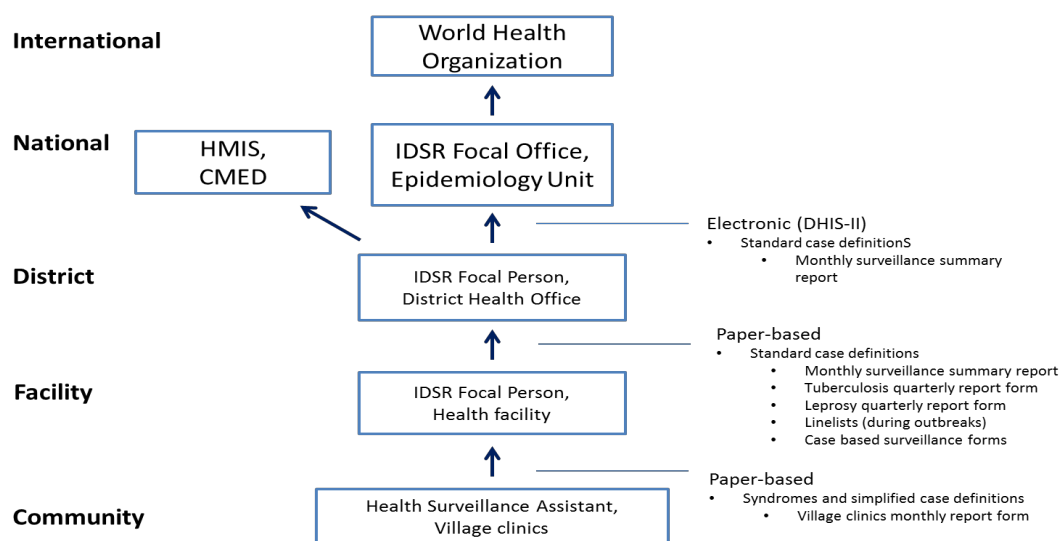 International
World Health
Organization
National
HMIS,
CMED
IDSR Focal Office,
Epidemiology Unit
Electronic (DHIS-II)
• Standard case definitionS
• Monthly surveillance summary
report
District
IDSR Focal Person,
District Health Office
Paper-based
• Standard case definitions
• Monthly surveillance summary report
• Tuberculosis quarterly report form
• Leprosy quarterly report form
• Linelists (during outbreaks)
• Case based surveillance forms
Facility
IDSR Focal Person,
Health facility
Paper-based
• Syndromes and simplified case definitions
• Village clinics monthly report form
Community
Health Surveillance Assistant,
Village clinics